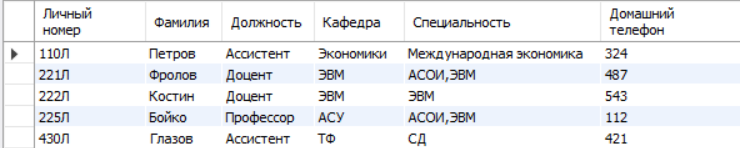 Личный номер Фамилия Должность Кафедра Специальность Домашний телефон
110Л Петров Ассистент Экономики Международная экономика 324
221Л Фролов Доцент ЭВМ АСОИ,ЭВМ 487
222Л Костин Доцент ЭВМ ЭВМ 543
225Л Бойко Профессор АСУ АСОИ,ЭВМ 112
430Л Глазов Ассистент ТФ СД 421